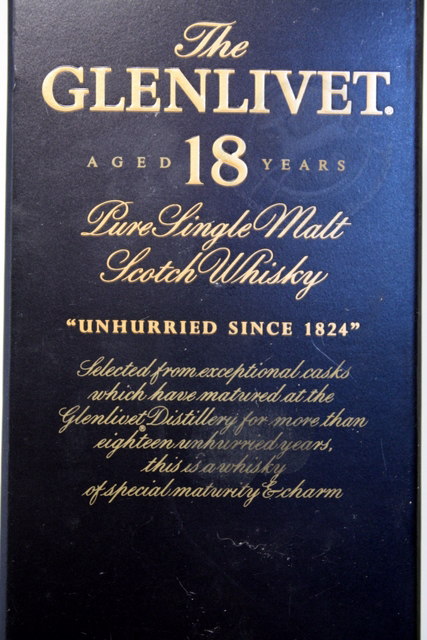 The
GLENLIVET.
AGED 18 YEARS
Pure Single Malt
Scotch Whisky
"UNHURRIED SINCE 1824"
Selected from exceptional casks
which have matured at the
Glenlivet® Distillery for more than
eighteen unhurried years,
this is a whisky
of special maturity & charm